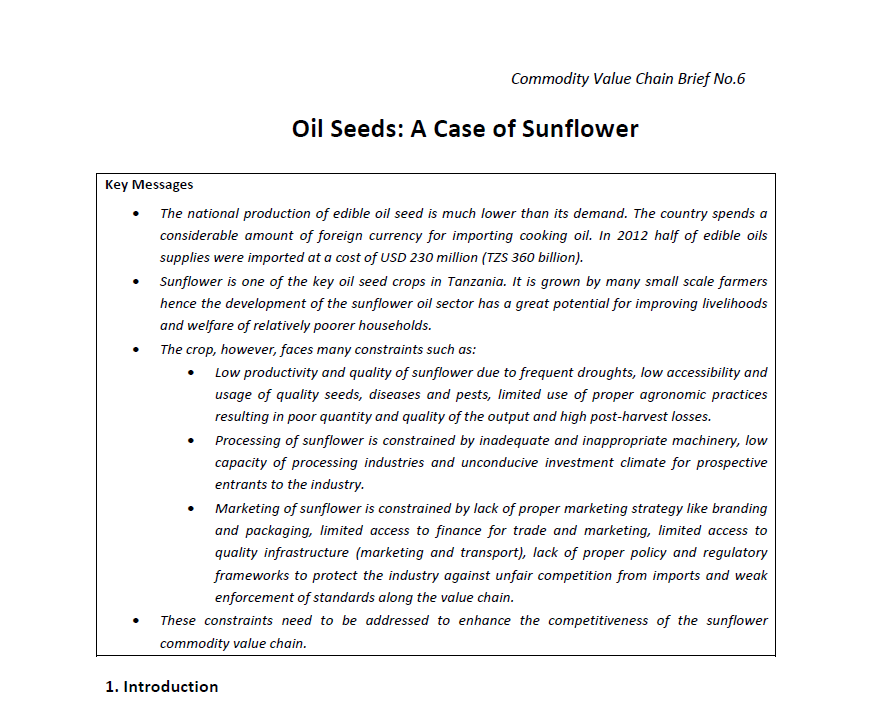 Commodity Value Chain Brief No.6
Oil Seeds: A Case of Sunflower
Key Messages
• The national production of edible oil seed is much lower than its demand. The country spends a
considerable amount of foreign currency for importing cooking oil. In 2012 half of edible oils
supplies were imported at a cost of USD 230 million (TZS 360 billion).
• Sunflower is one of the key oil seed crops in Tanzania. It is grown by many small scale farmers
hence the development of the sunflower oil sector has a great potential for improving livelihoods
and welfare of relatively poorer households.
• The crop, however, faces many constraints such as:
• Low productivity and quality of sunflower due to frequent droughts, low accessibility and
usage of quality seeds, diseases and pests, limited use of proper agronomic practices
resulting in poor quantity and quality of the output and high post-harvest losses.
• Processing of sunflower is constrained by inadequate and inappropriate machinery, low
capacity of processing industries and unconducive investment climate for prospective
entrants to the industry.
• Marketing of sunflower is constrained by lack of proper marketing strategy like branding
and packaging, limited access to finance for trade and marketing, limited access to
quality infrastructure (marketing and transport), lack of proper policy and regulatory
frameworks to protect the industry against unfair competition from imports and weak
enforcement of standards along the value chain.
• These constraints need to be addressed to enhance the competitiveness of the sunflower
commodity value chain.
1. Introduction